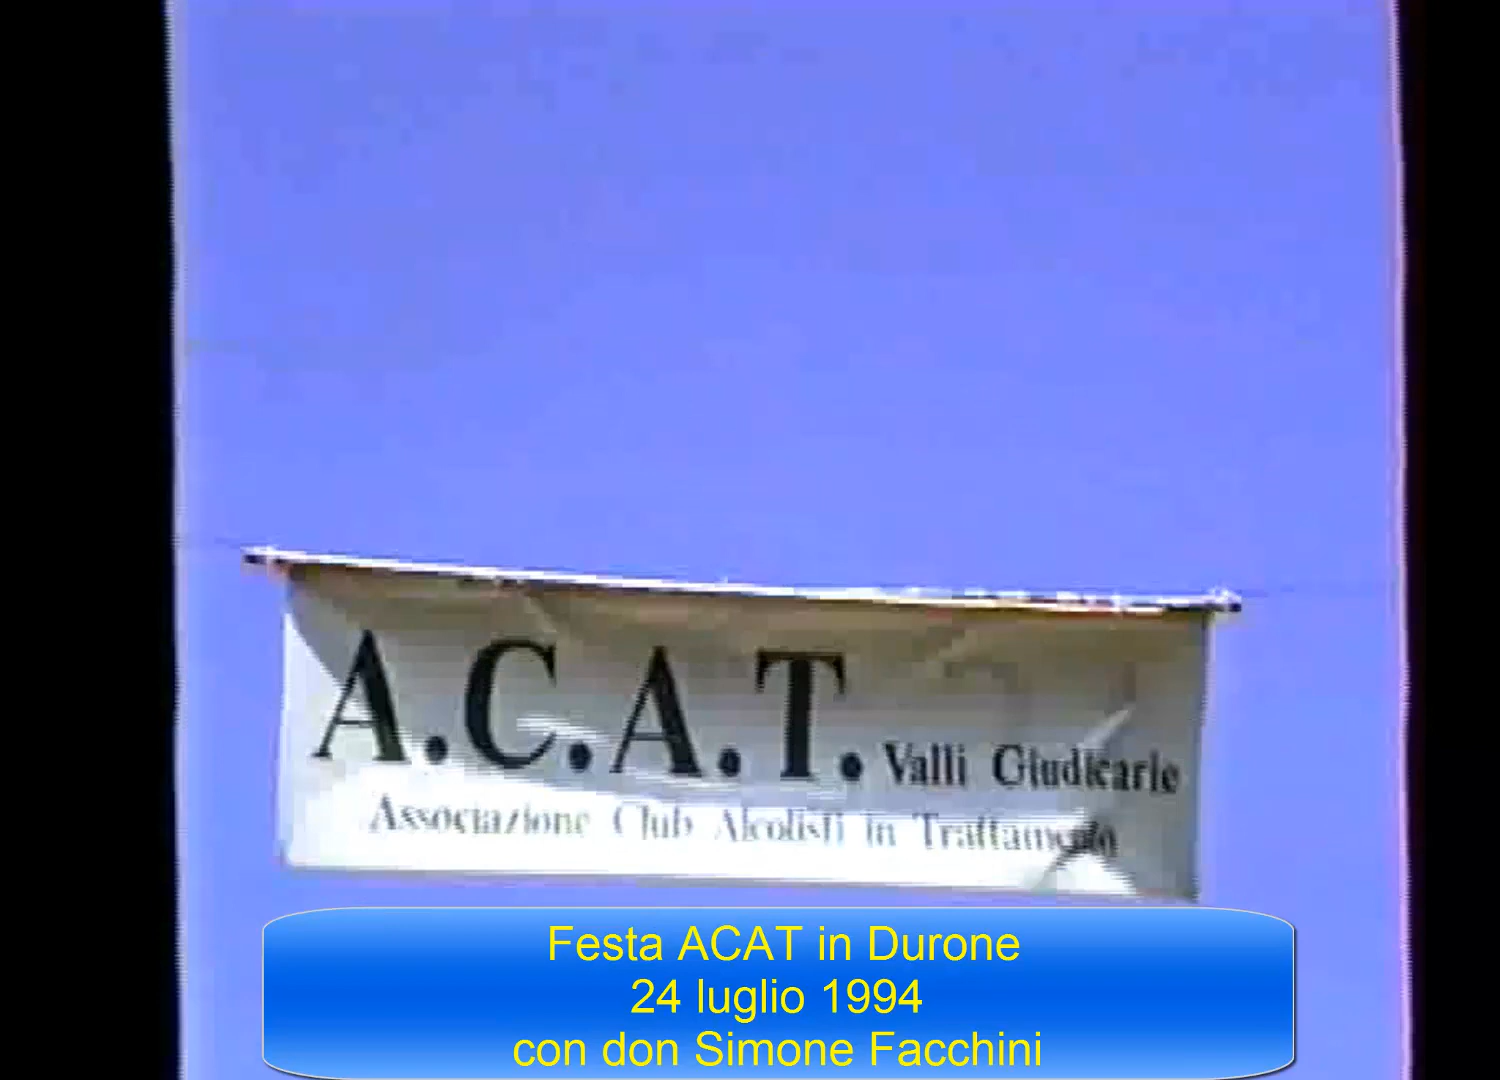 A.C.A.T. Valli Giudicarie
Associazione Club Alcolisti in Trattamento
Festa ACAT in Durone
24 luglio 1994
con don Simone Facchini